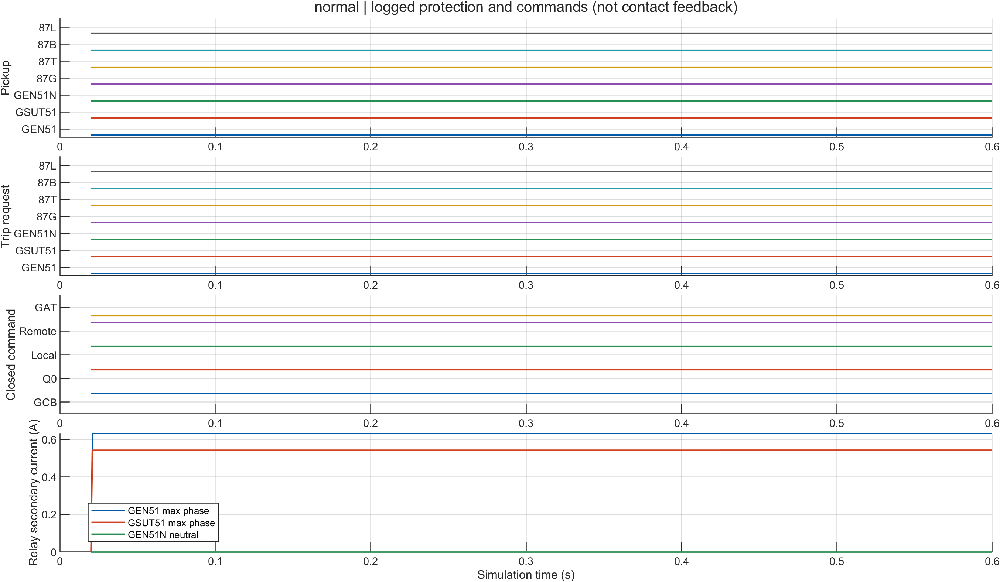 normal | logged protection and commands (not contact feedback)
Pickup
87L
87B
87T
87G
GEN51N
GSUT51
GEN51
0 0.1 0.2 0.3 0.4 0.5 0.6
Trip request
87L
87B
87T
87G
GEN51N
GSUT51
GEN51
0 0.1 0.2 0.3 0.4 0.5 0.6
Closed command
GAT
Remote
Local
Q0
GCB
0 0.1 0.2 0.3 0.4 0.5 0.6
Relay secondary current (A)
0.6
0.4
0.2
0
GEN51 max phase
GSUT51 max phase
GEN51N neutral
0 0.1 0.2 0.3 0.4 0.5 0.6
Simulation time (s)